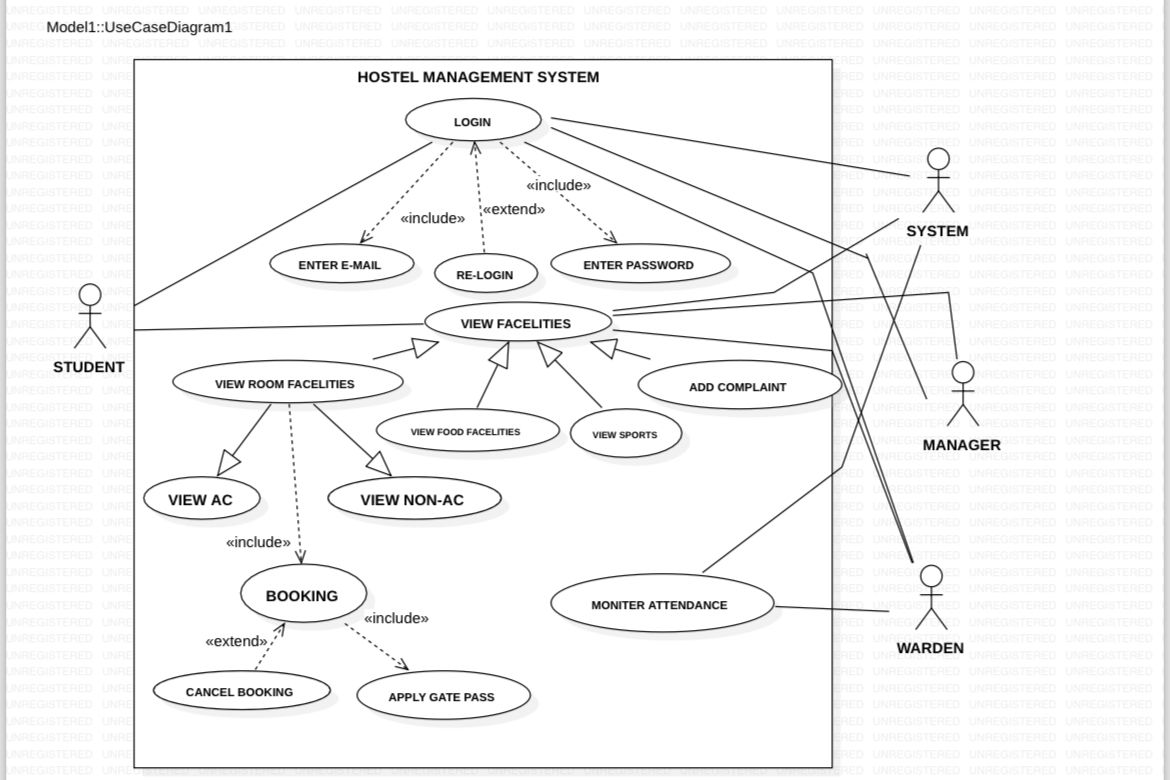 Model1::UseCaseDiagram1
HOSTEL MANAGEMENT SYSTEM
LOGIN
«include»
«extend»
«include»
SYSTEM
ENTER E-MAIL
RE-LOGIN
ENTER PASSWORD
VIEW FACELITIES
STUDENT
VIEW ROOM FACELITIES
ADD COMPLAINT
VIEW FOOD FACELITIES
VIEW SPORTS
MANAGER
VIEW AC
VIEW NON-AC
«include»
BOOKING
MONITER ATTENDANCE
«include»
«extend»
WARDEN
CANCEL BOOKING
APPLY GATE PASS
UNREGISTERED